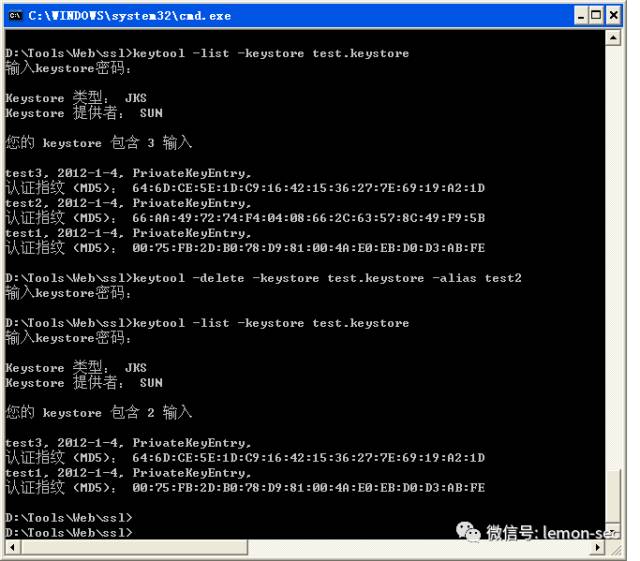 C:\WINDOWS\system32\cmd.exe
D:\Tools\Web\ssl>keytool -list -keystore test.keystore
输入keystore密码:
Keystore 类型: JKS
Keystore 提供者: SUN
您的 keystore 包含 3 输入
test3, 2012-1-4, PrivateKeyEntry,
认证指纹 (MD5): 64:6D:CE:5E:1D:C9:16:42:15:36:27:7E:69:19:A2:1D
test2, 2012-1-4, PrivateKeyEntry,
认证指纹 (MD5): 66:AA:49:72:74:F4:04:08:66:2C:63:57:8C:49:F9:5B
test1, 2012-1-4, PrivateKeyEntry,
认证指纹 (MD5): 00:75:FB:2D:B0:78:D9:81:00:4A:E0:EB:D0:D3:AB:FE
D:\Tools\Web\ssl>keytool -delete -keystore test.keystore -alias test2
输入keystore密码:
D:\Tools\Web\ssl>keytool -list -keystore test.keystore
输入keystore密码:
Keystore 类型: JKS
Keystore 提供者: SUN
您的 keystore 包含 2 输入
test3, 2012-1-4, PrivateKeyEntry,
认证指纹 (MD5): 64:6D:CE:5E:1D:C9:16:42:15:36:27:7E:69:19:A2:1D
test1, 2012-1-4, PrivateKeyEntry,
认证指纹 (MD5): 00:75:FB:2D:B0:78:D9:81:00:4A:E0:EB:D0:D3:AB:FE
D:\Tools\Web\ssl>
D:\Tools\Web\ssl>
微信号: lemon-sec